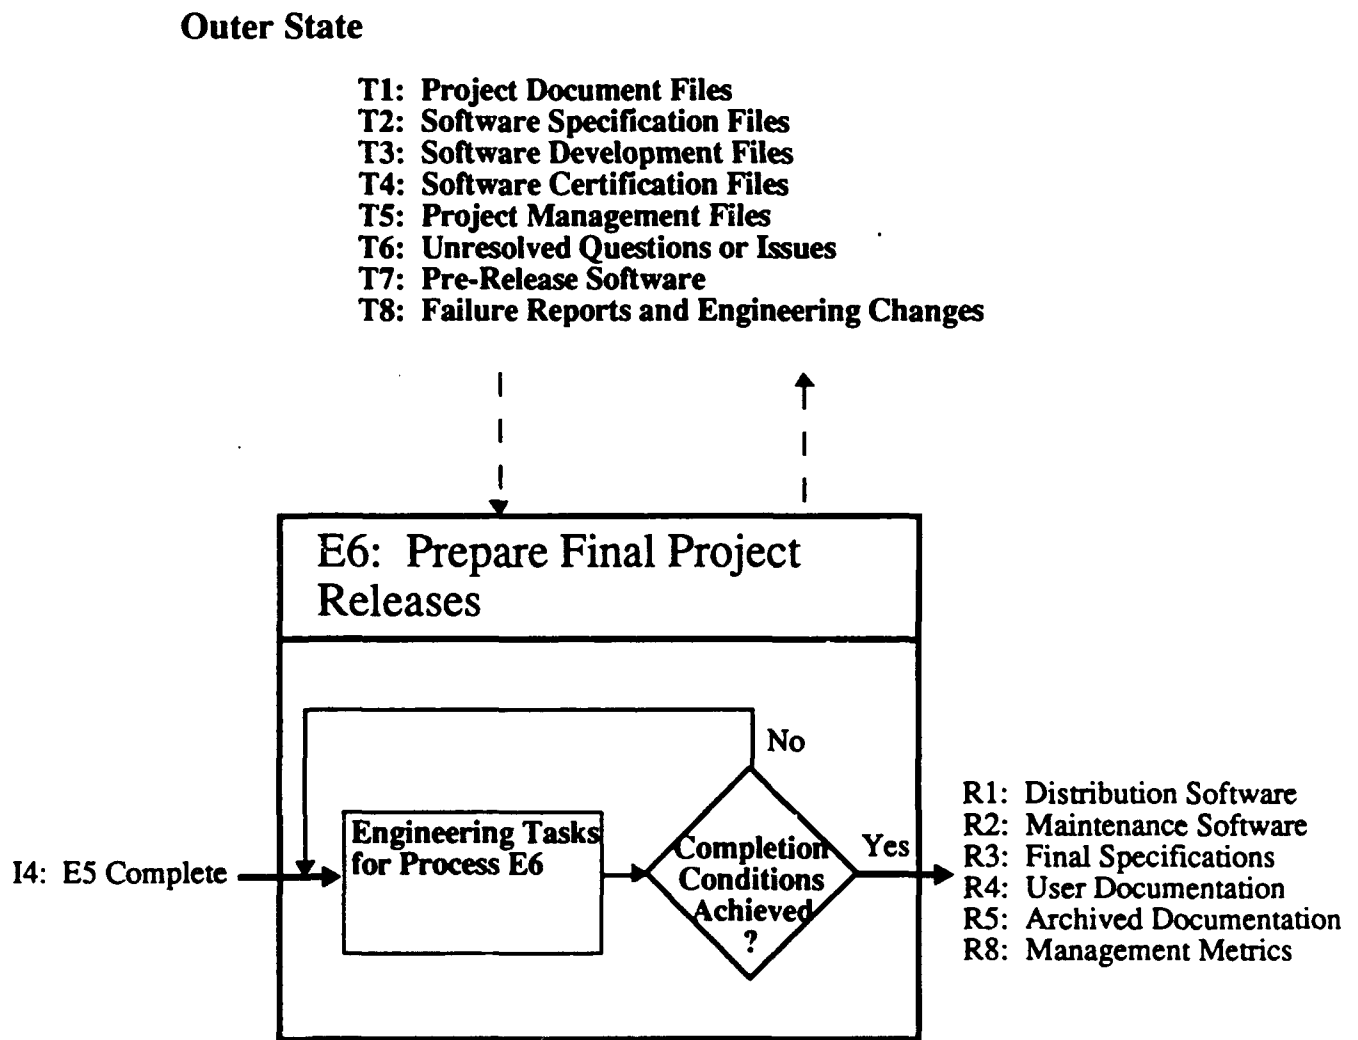 Outer State
T1: Project Document Files
T2: Software Specification Files
T3: Software Development Files
T4: Software Certification Files
T5: Project Management Files
T6: Unresolved Questions or Issues
T7: Pre-Release Software
T8: Failure Reports and Engineering Changes
E6: Prepare Final Project
Releases
No
Engineering Tasks
for Process E6
I4: E5 Complete
Completion
Conditions
Achieved
?
Yes
R1: Distribution Software
R2: Maintenance Software
R3: Final Specifications
R4: User Documentation
R5: Archived Documentation
R8: Management Metrics